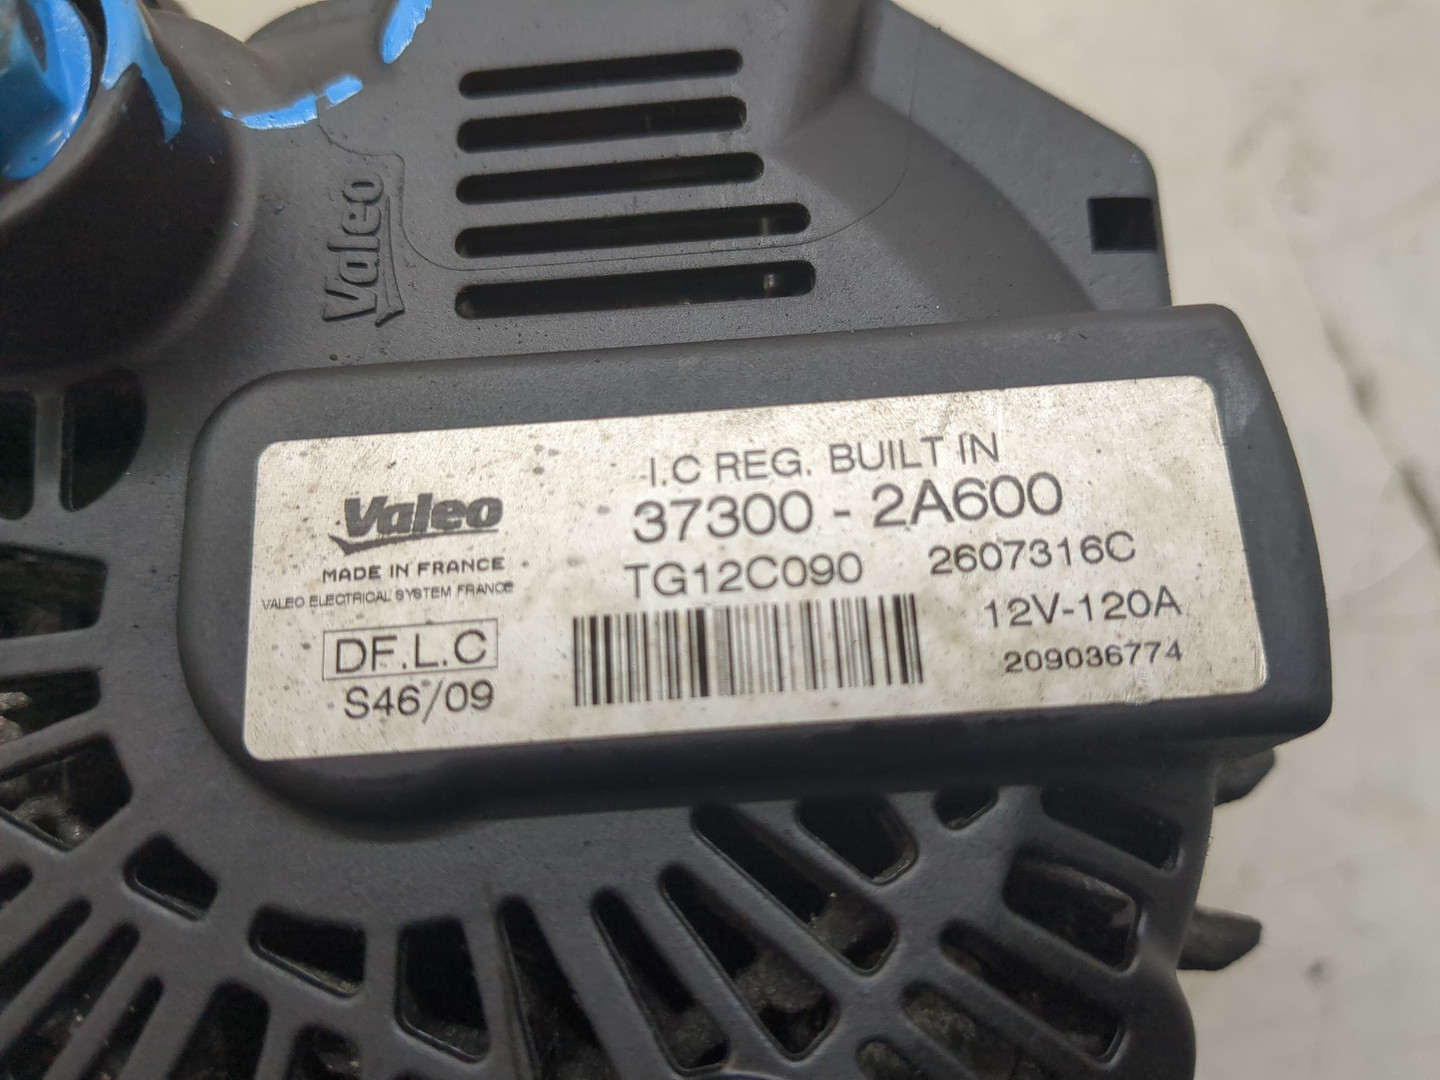 Valeo
I.C REG. BUILT IN
Valeo
37300 - 2A600
MADE IN FRANCE
TG12C090 2607316C
VALEO ELECTRICAL SYSTEM FRANCE
12V-120A
DF.L.C
209036774
S46/09